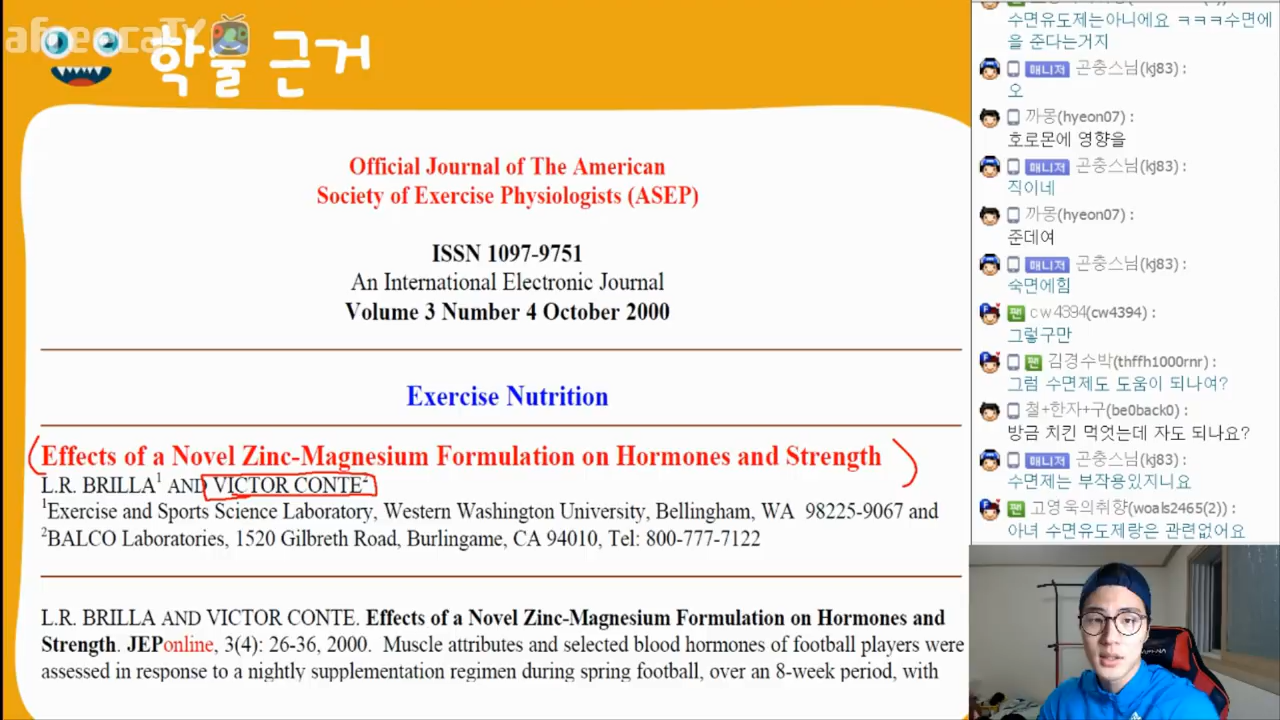 afreecaTV
학술 근거
Official Journal of The American
Society of Exercise Physiologists (ASEP)
ISSN 1097-9751
An International Electronic Journal
Volume 3 Number 4 October 2000
Exercise Nutrition
Effects of a Novel Zinc-Magnesium Formulation on Hormones and Strength
L.R. BRILLA¹ AND VICTOR CONTE²
¹Exercise and Sports Science Laboratory, Western Washington University, Bellingham, WA 98225-9067 and
²BALCO Laboratories, 1520 Gilbreth Road, Burlingame, CA 94010, Tel: 800-777-7122
L.R. BRILLA AND VICTOR CONTE. Effects of a Novel Zinc-Magnesium Formulation on Hormones and
Strength. JEPonline, 3(4): 26-36, 2000. Muscle attributes and selected blood hormones of football players were
assessed in response to a nightly supplementation regimen during spring football, over an 8-week period, with
수면유도제는아니에요 ㅋㅋㅋ수면에
을 준다는거지
매니저 곤충스님(kj83) :
오
까몽(hyeon07) :
호로몬에 영향을
매니저 곤충스님(kj83) :
직이네
까몽(hyeon07) :
준데여
매니저 곤충스님(kj83) :
숙면에힘
팬 cw4394(cw4394) :
그렇구만
팬 김경수박(thffh1000rnr) :
그럼 수면제도 도움이 되나여?
철+한자+구(be0back0) :
방금 치킨 먹엇는데 자도 되나요?
매니저 곤충스님(kj83) :
수면제는 부작용있지니요
팬 고영욱의취향(woals2465(2)) :
아녀 수면유도제랑은 관련없어요